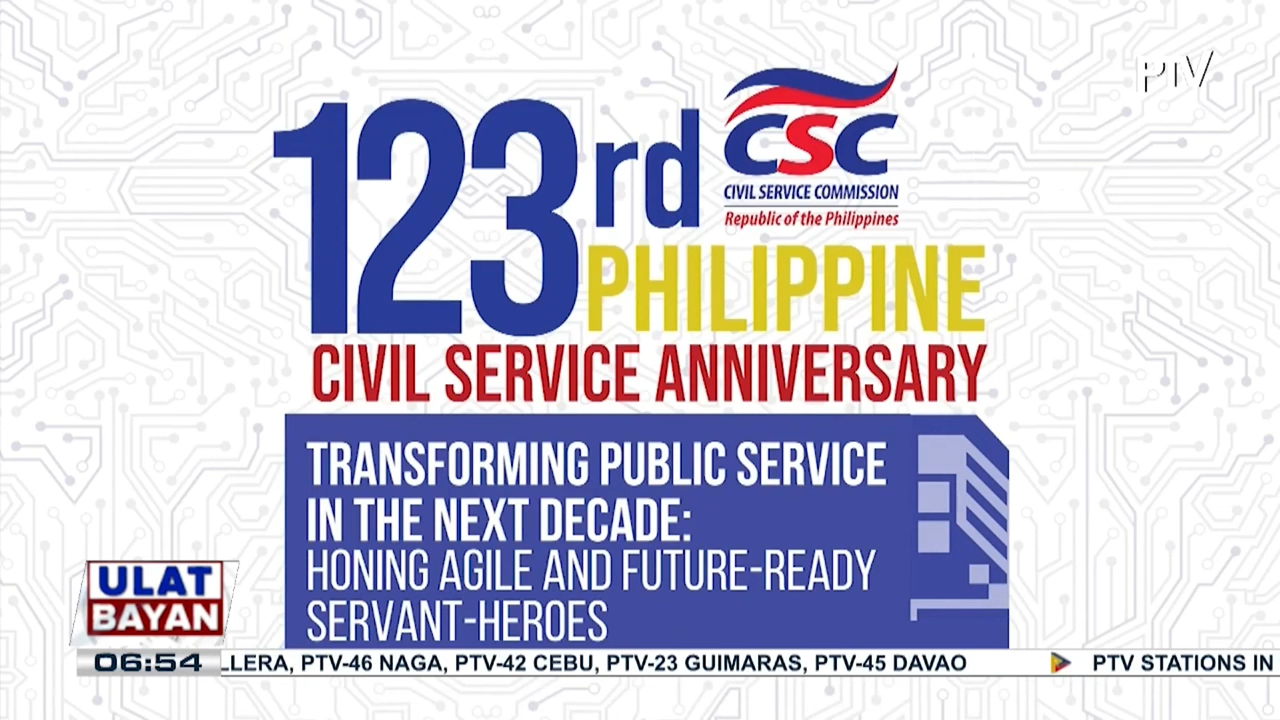 PTV
123rd
CSC
CIVIL SERVICE COMMISSION
Republic of the Philippines
PHILIPPINE
CIVIL SERVICE ANNIVERSARY
TRANSFORMING PUBLIC SERVICE
IN THE NEXT DECADE:
HONING AGILE AND FUTURE-READY
SERVANT-HEROES
ULAT
BAYAN
06:54
LLERA, PTV-46 NAGA, PTV-42 CEBU, PTV-23 GUIMARAS, PTV-45 DAVAO PTV STATIONS IN